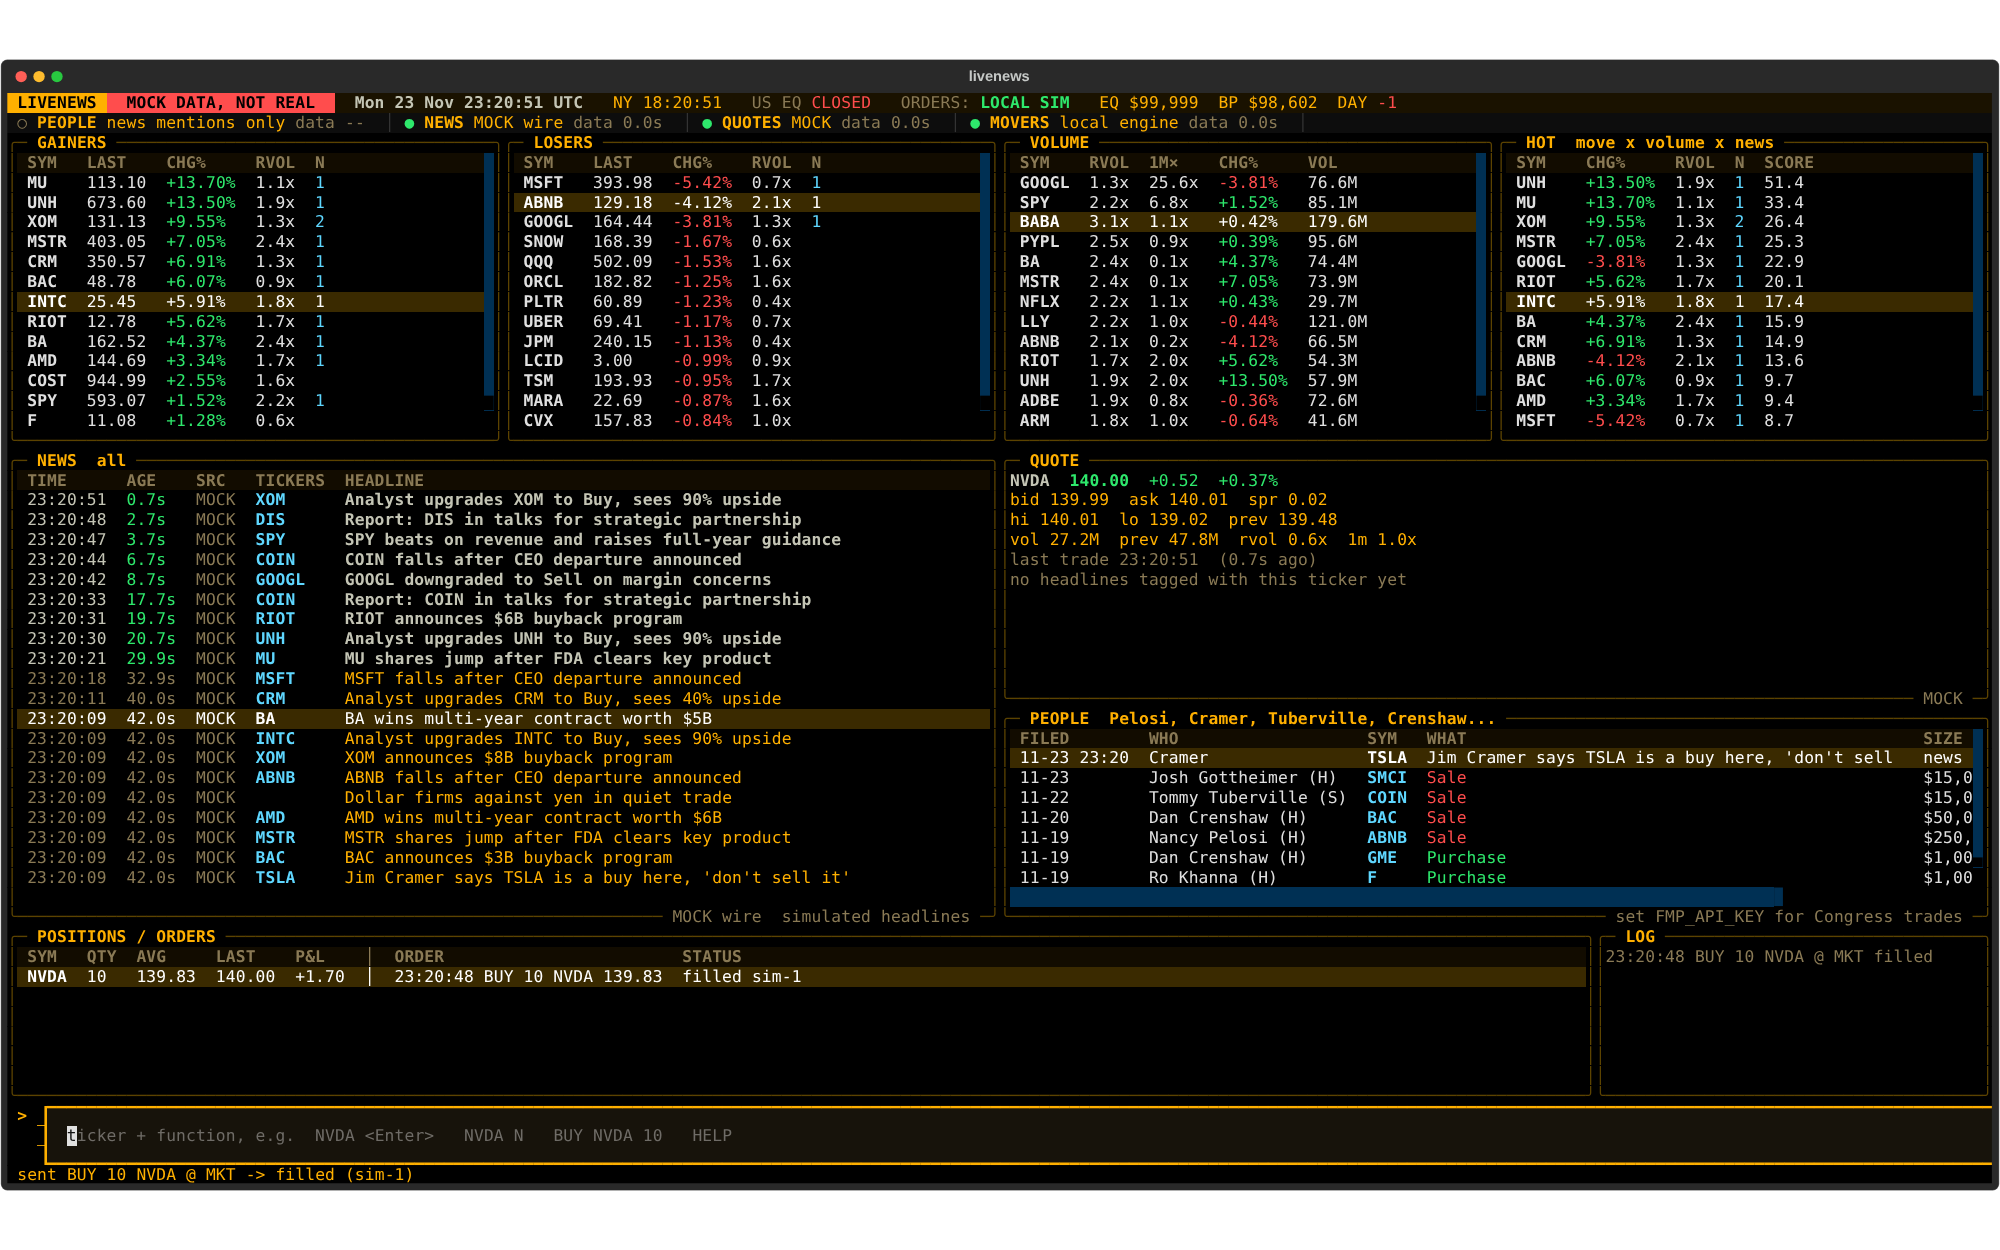 livenews
LIVENEWS MOCK DATA, NOT REAL Mon 23 Nov 23:20:51 UTC NY 18:20:51 US EQ CLOSED ORDERS: LOCAL SIM EQ $99,999 BP $98,602 DAY -1
○ PEOPLE news mentions only data -- │ ● NEWS MOCK wire data 0.0s │ ● QUOTES MOCK data 0.0s │ ● MOVERS local engine data 0.0s │
GAINERS
SYM LAST CHG% RVOL N
MU 113.10 +13.70% 1.1x 1
UNH 673.60 +13.50% 1.9x 1
XOM 131.13 +9.55% 1.3x 2
MSTR 403.05 +7.05% 2.4x 1
CRM 350.57 +6.91% 1.3x 1
BAC 48.78 +6.07% 0.9x 1
INTC 25.45 +5.91% 1.8x 1
RIOT 12.78 +5.62% 1.7x 1
BA 162.52 +4.37% 2.4x 1
AMD 144.69 +3.34% 1.7x 1
COST 944.99 +2.55% 1.6x
SPY 593.07 +1.52% 2.2x 1
F 11.08 +1.28% 0.6x
LOSERS
SYM LAST CHG% RVOL N
MSFT 393.98 -5.42% 0.7x 1
ABNB 129.18 -4.12% 2.1x 1
GOOGL 164.44 -3.81% 1.3x 1
SNOW 168.39 -1.67% 0.6x
QQQ 502.09 -1.53% 1.6x
ORCL 182.82 -1.25% 1.6x
PLTR 60.89 -1.23% 0.4x
UBER 69.41 -1.17% 0.7x
JPM 240.15 -1.13% 0.4x
LCID 3.00 -0.99% 0.9x
TSM 193.93 -0.95% 1.7x
MARA 22.69 -0.87% 1.6x
CVX 157.83 -0.84% 1.0x
VOLUME
SYM RVOL 1M× CHG% VOL
GOOGL 1.3x 25.6x -3.81% 76.6M
SPY 2.2x 6.8x +1.52% 85.1M
BABA 3.1x 1.1x +0.42% 179.6M
PYPL 2.5x 0.9x +0.39% 95.6M
BA 2.4x 0.1x +4.37% 74.4M
MSTR 2.4x 0.1x +7.05% 73.9M
NFLX 2.2x 1.1x +0.43% 29.7M
LLY 2.2x 1.0x -0.44% 121.0M
ABNB 2.1x 0.2x -4.12% 66.5M
RIOT 1.7x 2.0x +5.62% 54.3M
UNH 1.9x 2.0x +13.50% 57.9M
ADBE 1.9x 0.8x -0.36% 72.6M
ARM 1.8x 1.0x -0.64% 41.6M
HOT move x volume x news
SYM CHG% RVOL N SCORE
UNH +13.50% 1.9x 1 51.4
MU +13.70% 1.1x 1 33.4
XOM +9.55% 1.3x 2 26.4
MSTR +7.05% 2.4x 1 25.3
GOOGL -3.81% 1.3x 1 22.9
RIOT +5.62% 1.7x 1 20.1
INTC +5.91% 1.8x 1 17.4
BA +4.37% 2.4x 1 15.9
CRM +6.91% 1.3x 1 14.9
ABNB -4.12% 2.1x 1 13.6
BAC +6.07% 0.9x 1 9.7
AMD +3.34% 1.7x 1 9.4
MSFT -5.42% 0.7x 1 8.7
NEWS all
TIME AGE SRC TICKERS HEADLINE
23:20:51 0.7s MOCK XOM Analyst upgrades XOM to Buy, sees 90% upside
23:20:48 2.7s MOCK DIS Report: DIS in talks for strategic partnership
23:20:47 3.7s MOCK SPY SPY beats on revenue and raises full-year guidance
23:20:44 6.7s MOCK COIN COIN falls after CEO departure announced
23:20:42 8.7s MOCK GOOGL GOOGL downgraded to Sell on margin concerns
23:20:33 17.7s MOCK COIN Report: COIN in talks for strategic partnership
23:20:31 19.7s MOCK RIOT RIOT announces $6B buyback program
23:20:30 20.7s MOCK UNH Analyst upgrades UNH to Buy, sees 90% upside
23:20:21 29.9s MOCK MU MU shares jump after FDA clears key product
23:20:18 32.9s MOCK MSFT MSFT falls after CEO departure announced
23:20:11 40.0s MOCK CRM Analyst upgrades CRM to Buy, sees 40% upside
23:20:09 42.0s MOCK BA BA wins multi-year contract worth $5B
23:20:09 42.0s MOCK INTC Analyst upgrades INTC to Buy, sees 90% upside
23:20:09 42.0s MOCK XOM XOM announces $8B buyback program
23:20:09 42.0s MOCK ABNB ABNB falls after CEO departure announced
23:20:09 42.0s MOCK Dollar firms against yen in quiet trade
23:20:09 42.0s MOCK AMD AMD wins multi-year contract worth $6B
23:20:09 42.0s MOCK MSTR MSTR shares jump after FDA clears key product
23:20:09 42.0s MOCK BAC BAC announces $3B buyback program
23:20:09 42.0s MOCK TSLA Jim Cramer says TSLA is a buy here, 'don't sell it'
MOCK wire simulated headlines
QUOTE
NVDA 140.00 +0.52 +0.37%
bid 139.99 ask 140.01 spr 0.02
hi 140.01 lo 139.02 prev 139.48
vol 27.2M prev 47.8M rvol 0.6x 1m 1.0x
last trade 23:20:51 (0.7s ago)
no headlines tagged with this ticker yet
MOCK
PEOPLE Pelosi, Cramer, Tuberville, Crenshaw...
FILED WHO SYM WHAT SIZE
11-23 23:20 Cramer TSLA Jim Cramer says TSLA is a buy here, 'don't sell news
11-23 Josh Gottheimer (H) SMCI Sale $15,0
11-22 Tommy Tuberville (S) COIN Sale $15,0
11-20 Dan Crenshaw (H) BAC Sale $50,0
11-19 Nancy Pelosi (H) ABNB Sale $250,
11-19 Dan Crenshaw (H) GME Purchase $1,00
11-19 Ro Khanna (H) F Purchase $1,00
set FMP_API_KEY for Congress trades
POSITIONS / ORDERS
SYM QTY AVG LAST P&L │ ORDER STATUS
NVDA 10 139.83 140.00 +1.70 │ 23:20:48 BUY 10 NVDA 139.83 filled sim-1
LOG
23:20:48 BUY 10 NVDA @ MKT filled
>
ticker + function, e.g. NVDA <Enter> NVDA N BUY NVDA 10 HELP
sent BUY 10 NVDA @ MKT -> filled (sim-1)